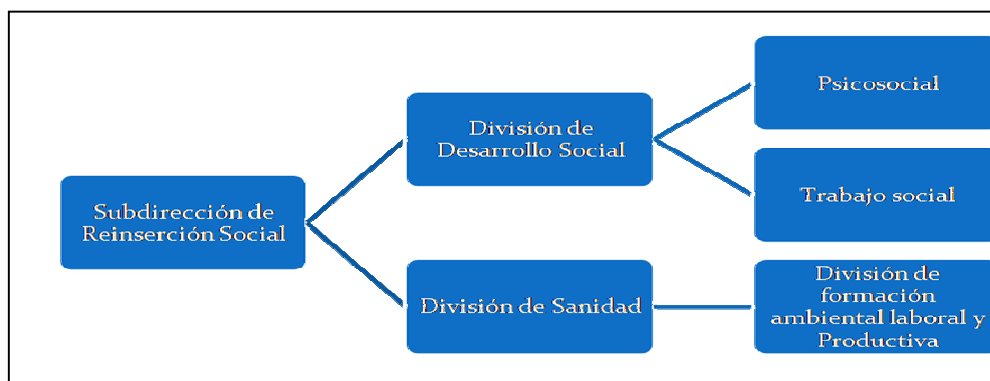 Subdirección de
Reinserción Social
División de
Desarrollo Social
Psicosocial
Trabajo social
División de Sanidad
División de
formación
ambiental laboral y
Productiva